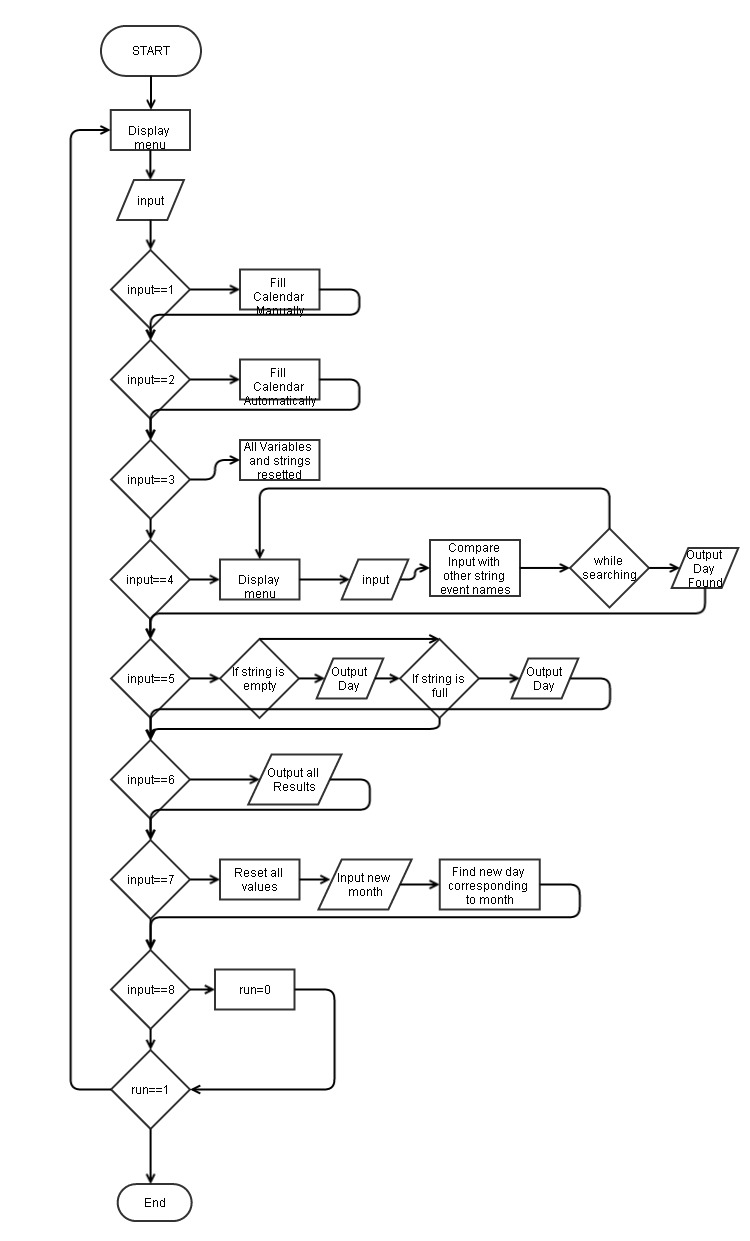 START
Display
menu
input
input==1
Fill
Calendar
Manually
input==2
Fill
Calendar
Automatically
input==3
All Variables
and strings
resetted
input==4
Display
menu
input
Compare
Input with
other string
event names
while
searching
Output
Day
Found
input==5
If string is
empty
Output
Day
If string is
full
Output
Day
input==6
Output all
Results
input==7
Reset all
values
Input new
month
Find new day
corresponding
to month
input==8
run=0
run==1
End